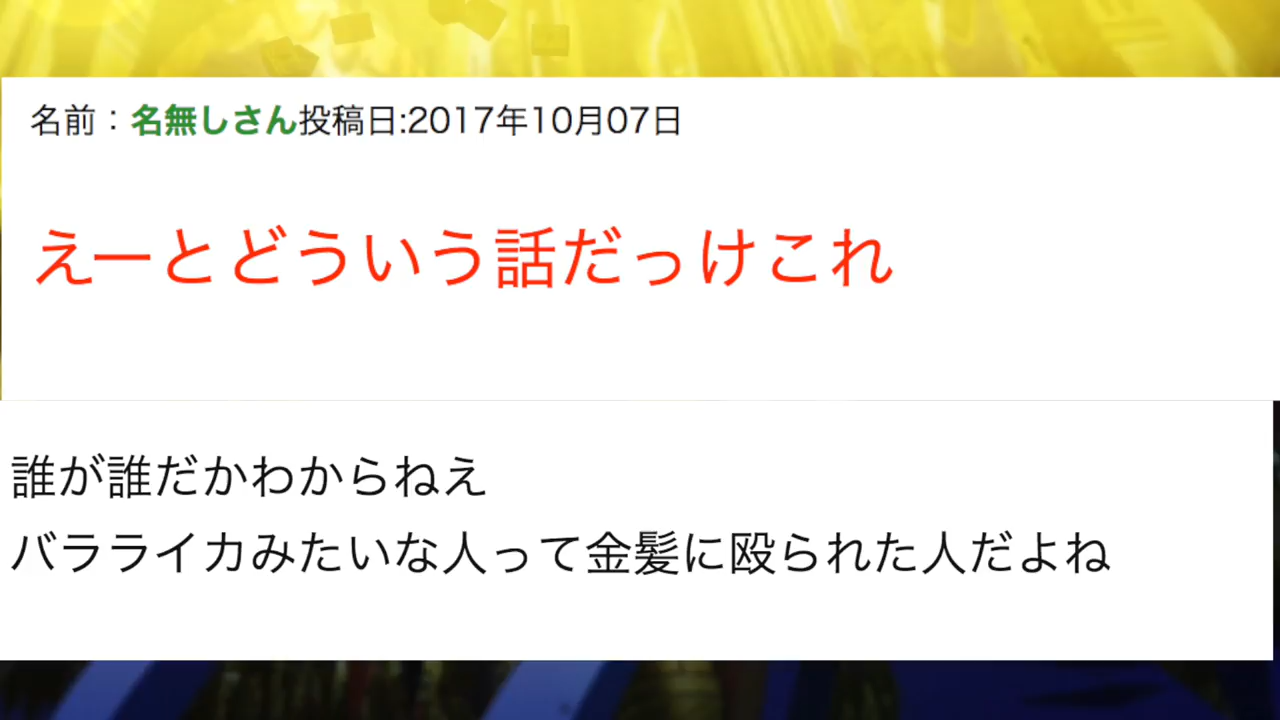 名前：名無しさん投稿日:2017年10月07日
えーとどういう話だっけこれ
誰が誰だかわからねえ
バラライカみたいな人って金髪に殴られた人だよね